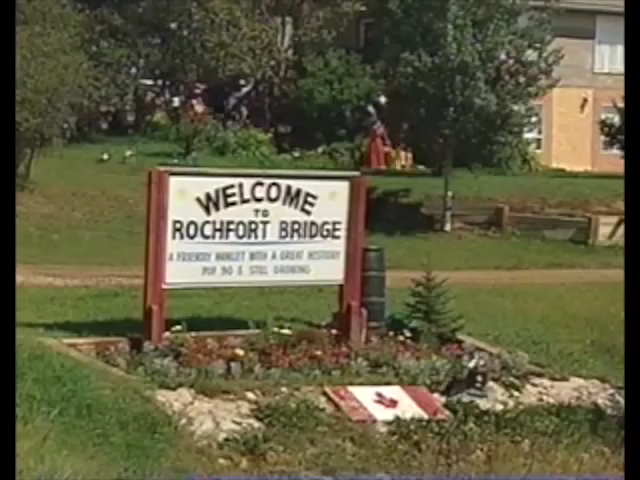 WELCOME
TO
ROCHFORT BRIDGE
A FRIENDLY HAMLET WITH A GREAT HISTORY
POP. 90 & STILL GROWING